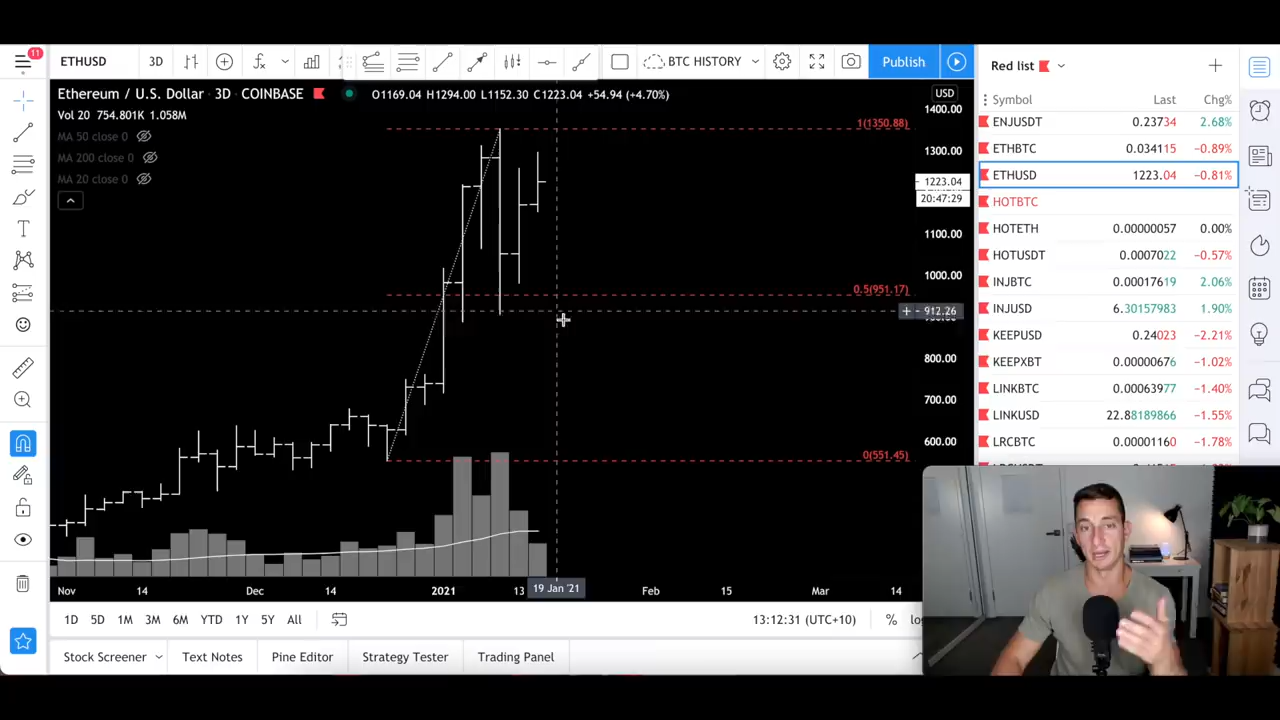 11
ETHUSD 3D BTC HISTORY Publish
Ethereum / U.S. Dollar · 3D · COINBASE O1169.04 H1294.00 L1152.30 C1223.04 +54.94 (+4.70%)
Vol 20 754.801K 1.058M
MA 50 close 0
MA 200 close 0
MA 20 close 0
USD
1400.00
1(1350.88)
1300.00
1223.04
20:47:29
1100.00
1000.00
0.5(951.17)
912.26
800.00
700.00
600.00
0(551.45)
Nov 14 Dec 14 2021 13 19 Jan '21 Feb 15 Mar 14
1D 5D 1M 3M 6M YTD 1Y 5Y All 13:12:31 (UTC+10) % log
Stock Screener Text Notes Pine Editor Strategy Tester Trading Panel
Red list
Symbol Last Chg%
ENJUSDT 0.23734 2.68%
ETHBTC 0.034115 −0.89%
ETHUSD 1223.04 −0.81%
HOTBTC
HOTETH 0.00000057 0.00%
HOTUSDT 0.0007022 −0.57%
INJBTC 0.00017619 2.06%
INJUSD 6.30157983 1.90%
KEEPUSD 0.24023 −2.21%
KEEPXBT 0.00000676 −1.02%
LINKBTC 0.00063977 −1.40%
LINKUSD 22.88189866 −1.55%
LRCBTC 0.00001160 −1.78%